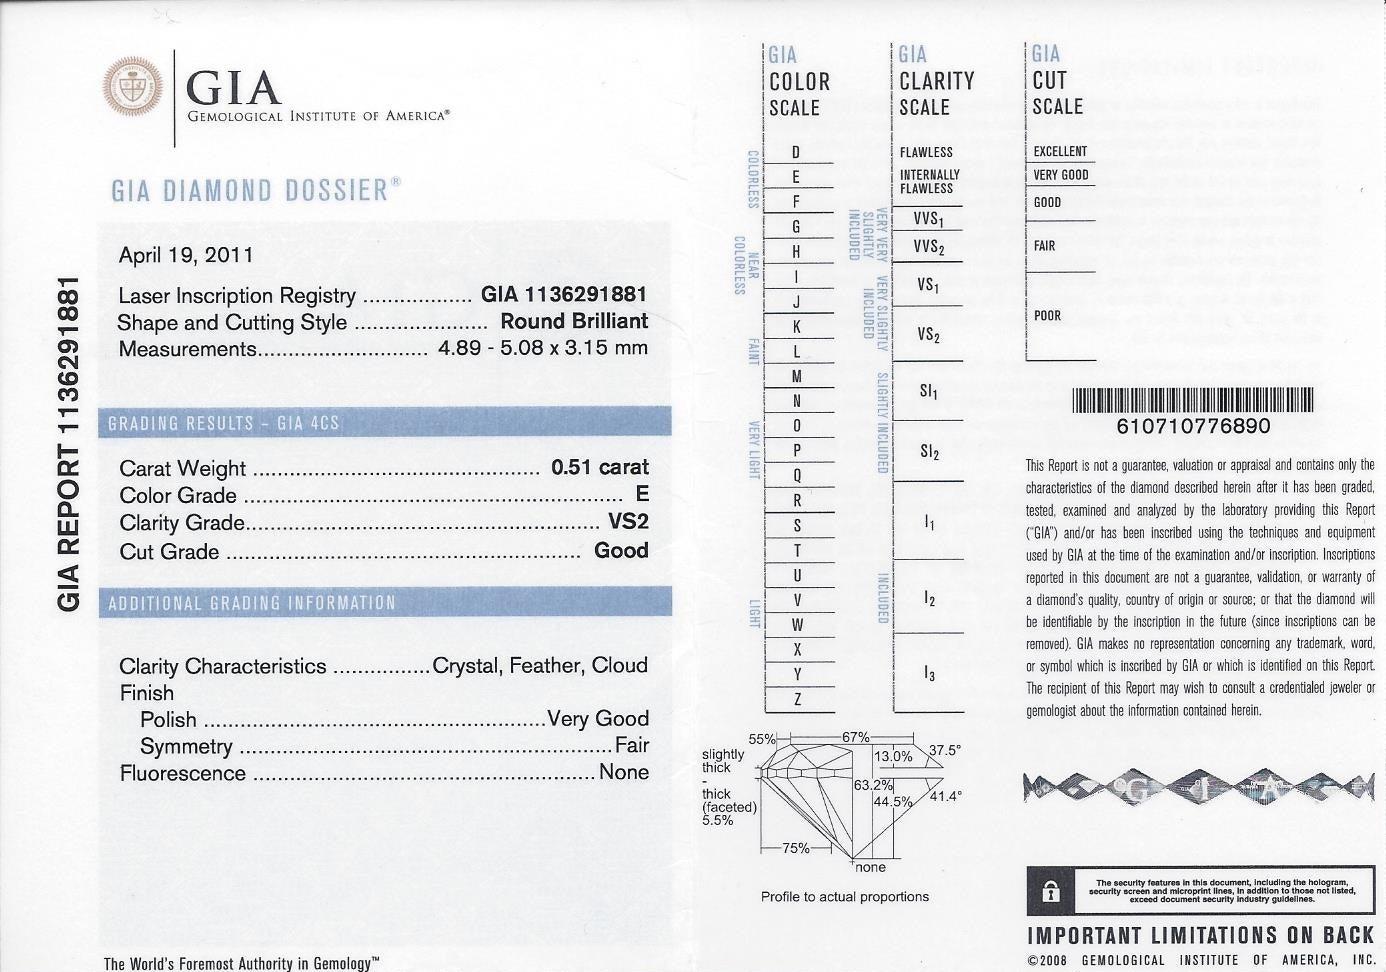 GIA REPORT 1136291881
GIA
GEMOLOGICAL INSTITUTE OF AMERICA®
GIA DIAMOND DOSSIER®
April 19, 2011
Laser Inscription Registry .................. GIA 1136291881
Shape and Cutting Style ...................... Round Brilliant
Measurements............................ 4.89 - 5.08 x 3.15 mm
GRADING RESULTS - GIA 4CS
Carat Weight ............................................... 0.51 carat
Color Grade ............................................................... E
Clarity Grade.......................................................... VS2
Cut Grade .......................................................... Good
ADDITIONAL GRADING INFORMATION
Clarity Characteristics ................Crystal, Feather, Cloud
Finish
Polish .........................................................Very Good
Symmetry ..............................................................Fair
Fluorescence .............................................................None
The World's Foremost Authority in Gemology™
GIA
COLOR
SCALE
COLORLESS
NEAR
COLORLESS
FAINT
VERY LIGHT
LIGHT
D
E
F
G
H
I
J
K
L
M
N
O
P
Q
R
S
T
U
V
W
X
Y
Z
GIA
CLARITY
SCALE
FLAWLESS
INTERNALLY
FLAWLESS
VERY VERY
SLIGHTLY
INCLUDED
VVS1
VVS2
VERY SLIGHTLY
INCLUDED
VS1
VS2
SLIGHTLY INCLUDED
SI1
SI2
INCLUDED
I1
I2
I3
GIA
CUT
SCALE
EXCELLENT
VERY GOOD
GOOD
FAIR
POOR
55%
67%
slightly
thick
-
thick
(faceted)
5.5%
13.0%
37.5°
63.2%
44.5%
41.4°
75%
none
Profile to actual proportions
610710776890
This Report is not a guarantee, valuation or appraisal and contains only the
characteristics of the diamond described herein after it has been graded,
tested, examined and analyzed by the laboratory providing this Report
("GIA") and/or has been inscribed using the techniques and equipment
used by GIA at the time of the examination and/or inscription. Inscriptions
reported in this document are not a guarantee, validation, or warranty of
a diamond's quality, country of origin or source; or that the diamond will
be identifiable by the inscription in the future (since inscriptions can be
removed). GIA makes no representation concerning any trademark, word,
or symbol which is inscribed by GIA or which is identified on this Report.
The recipient of this Report may wish to consult a credentialed jeweler or
gemologist about the information contained herein.
G I A
The security features in this document, including the hologram,
security screen and microprint lines, in addition to those not listed,
exceed document security industry guidelines.
IMPORTANT LIMITATIONS ON BACK
©2008 GEMOLOGICAL INSTITUTE OF AMERICA, INC.